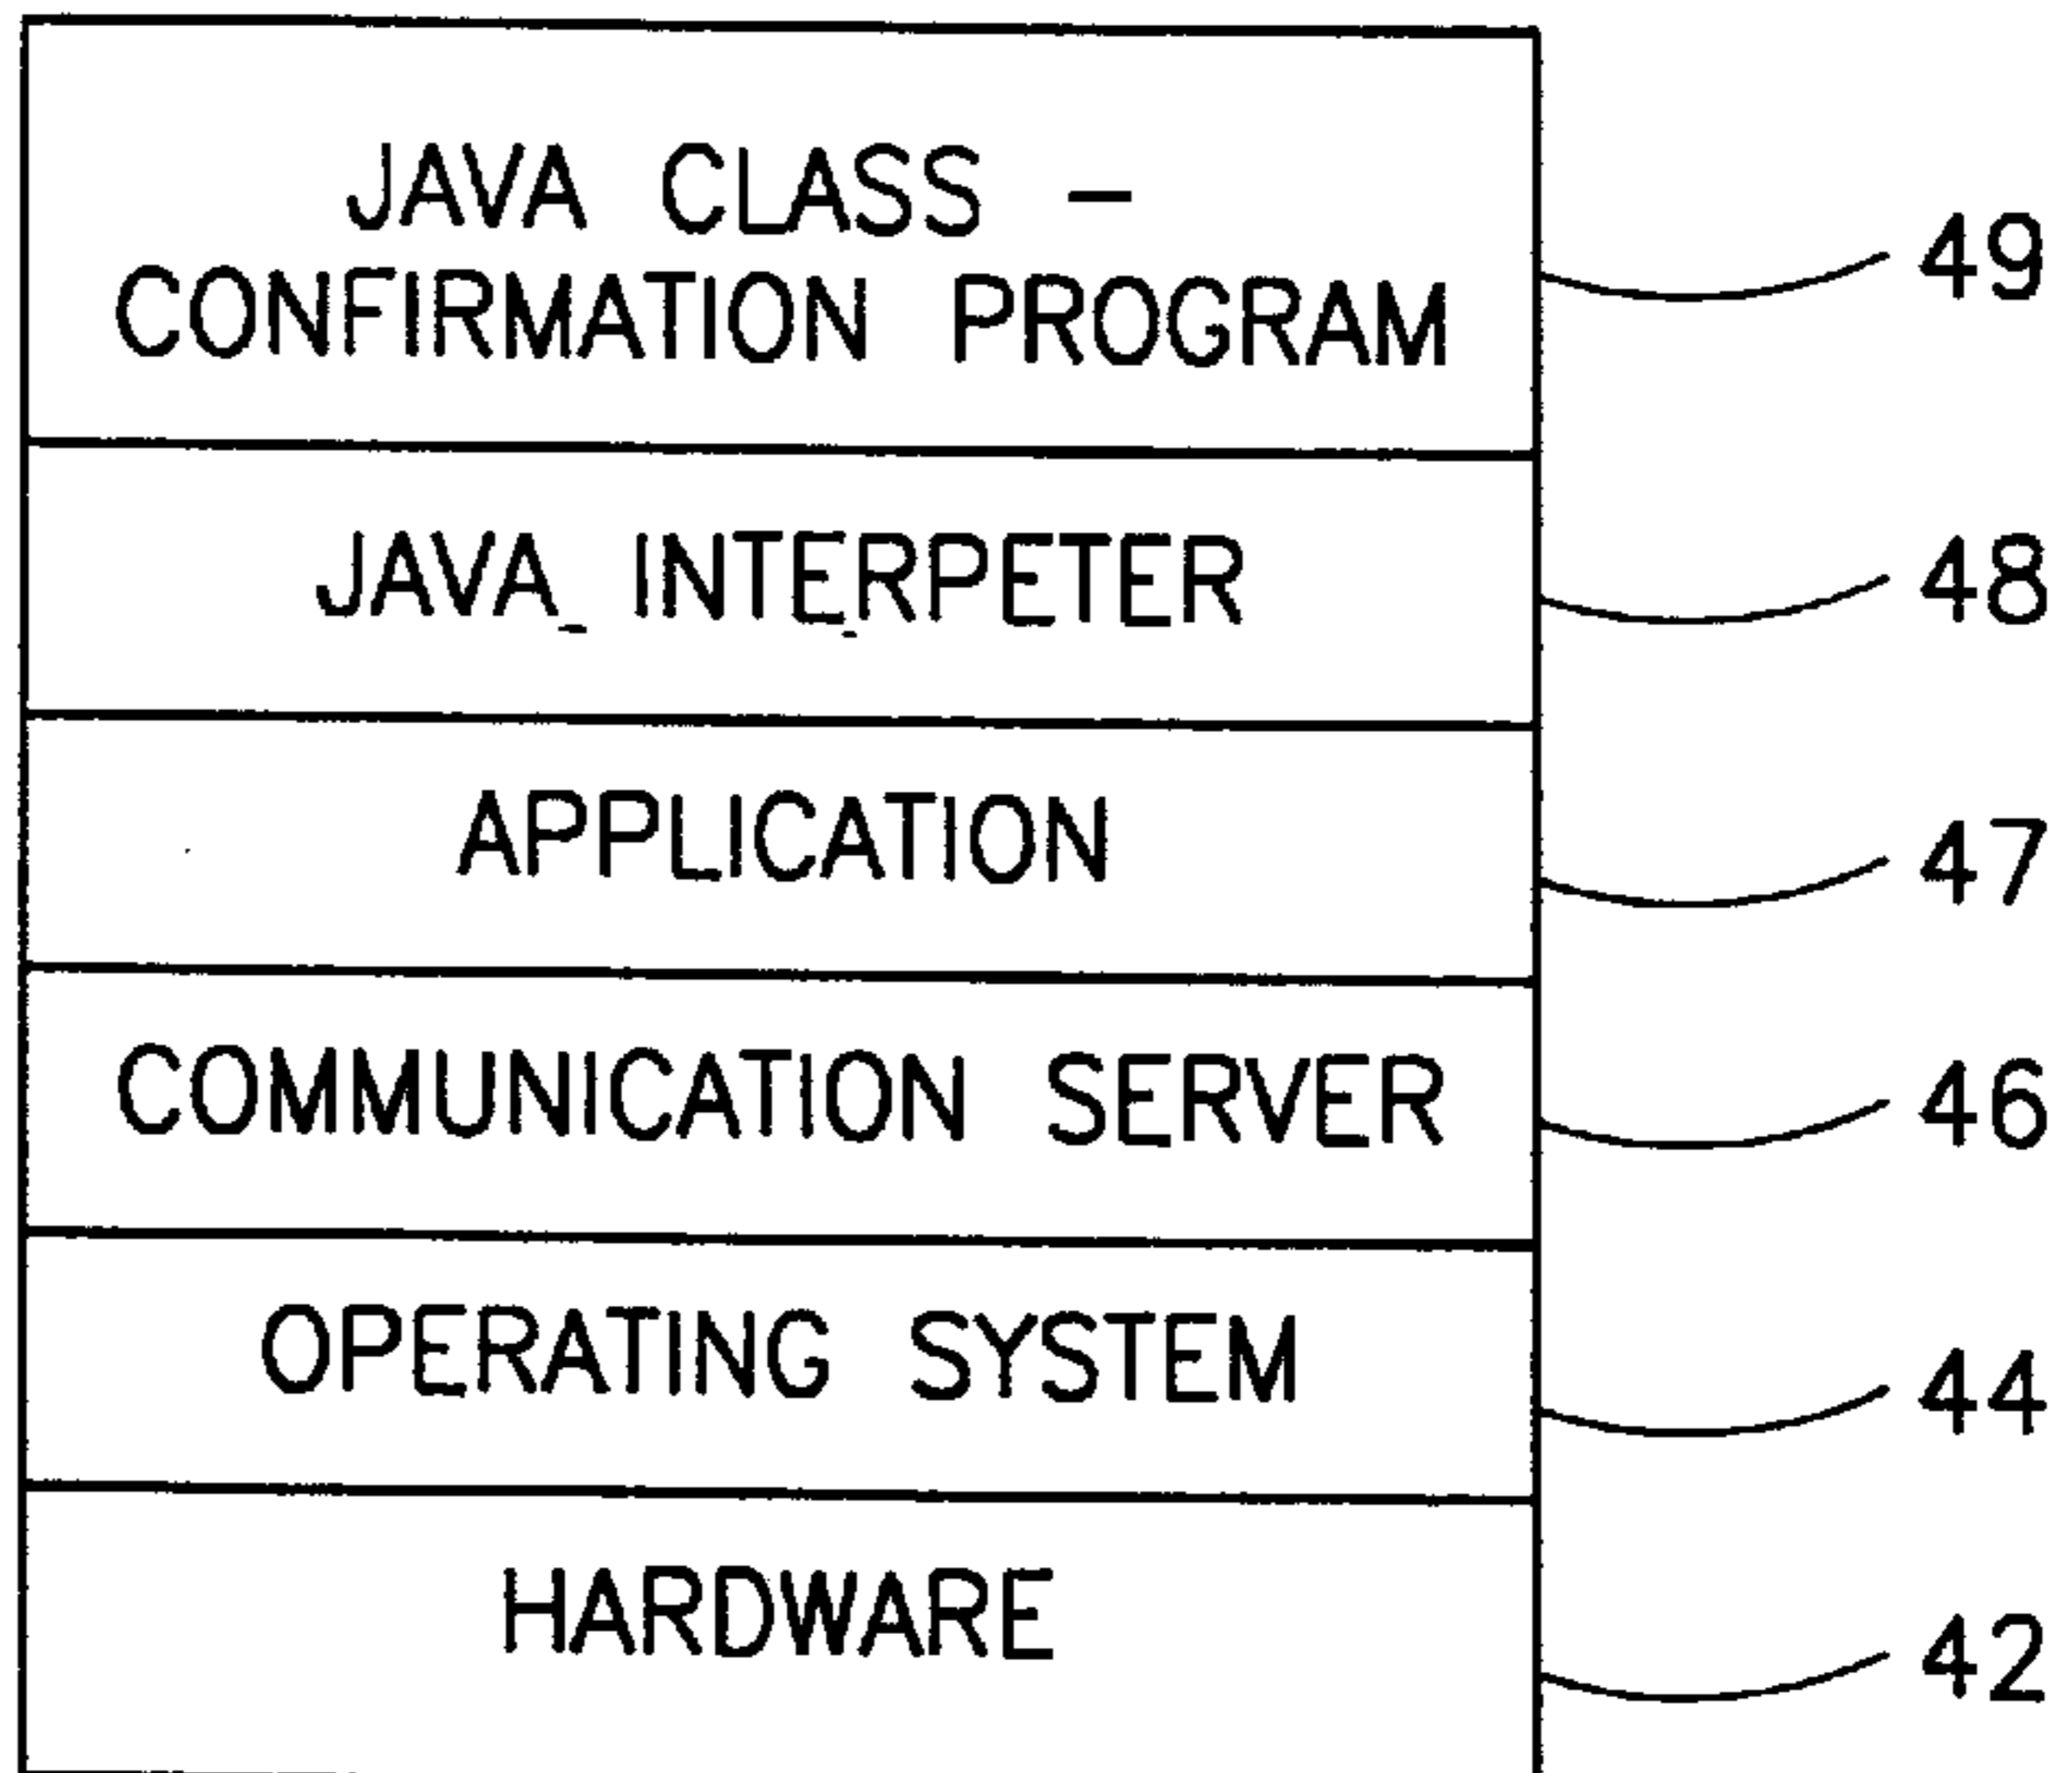 JAVA CLASS –
CONFIRMATION PROGRAM
49
JAVA INTERPETER
48
APPLICATION
47
COMMUNICATION SERVER
46
OPERATING SYSTEM
44
HARDWARE
42